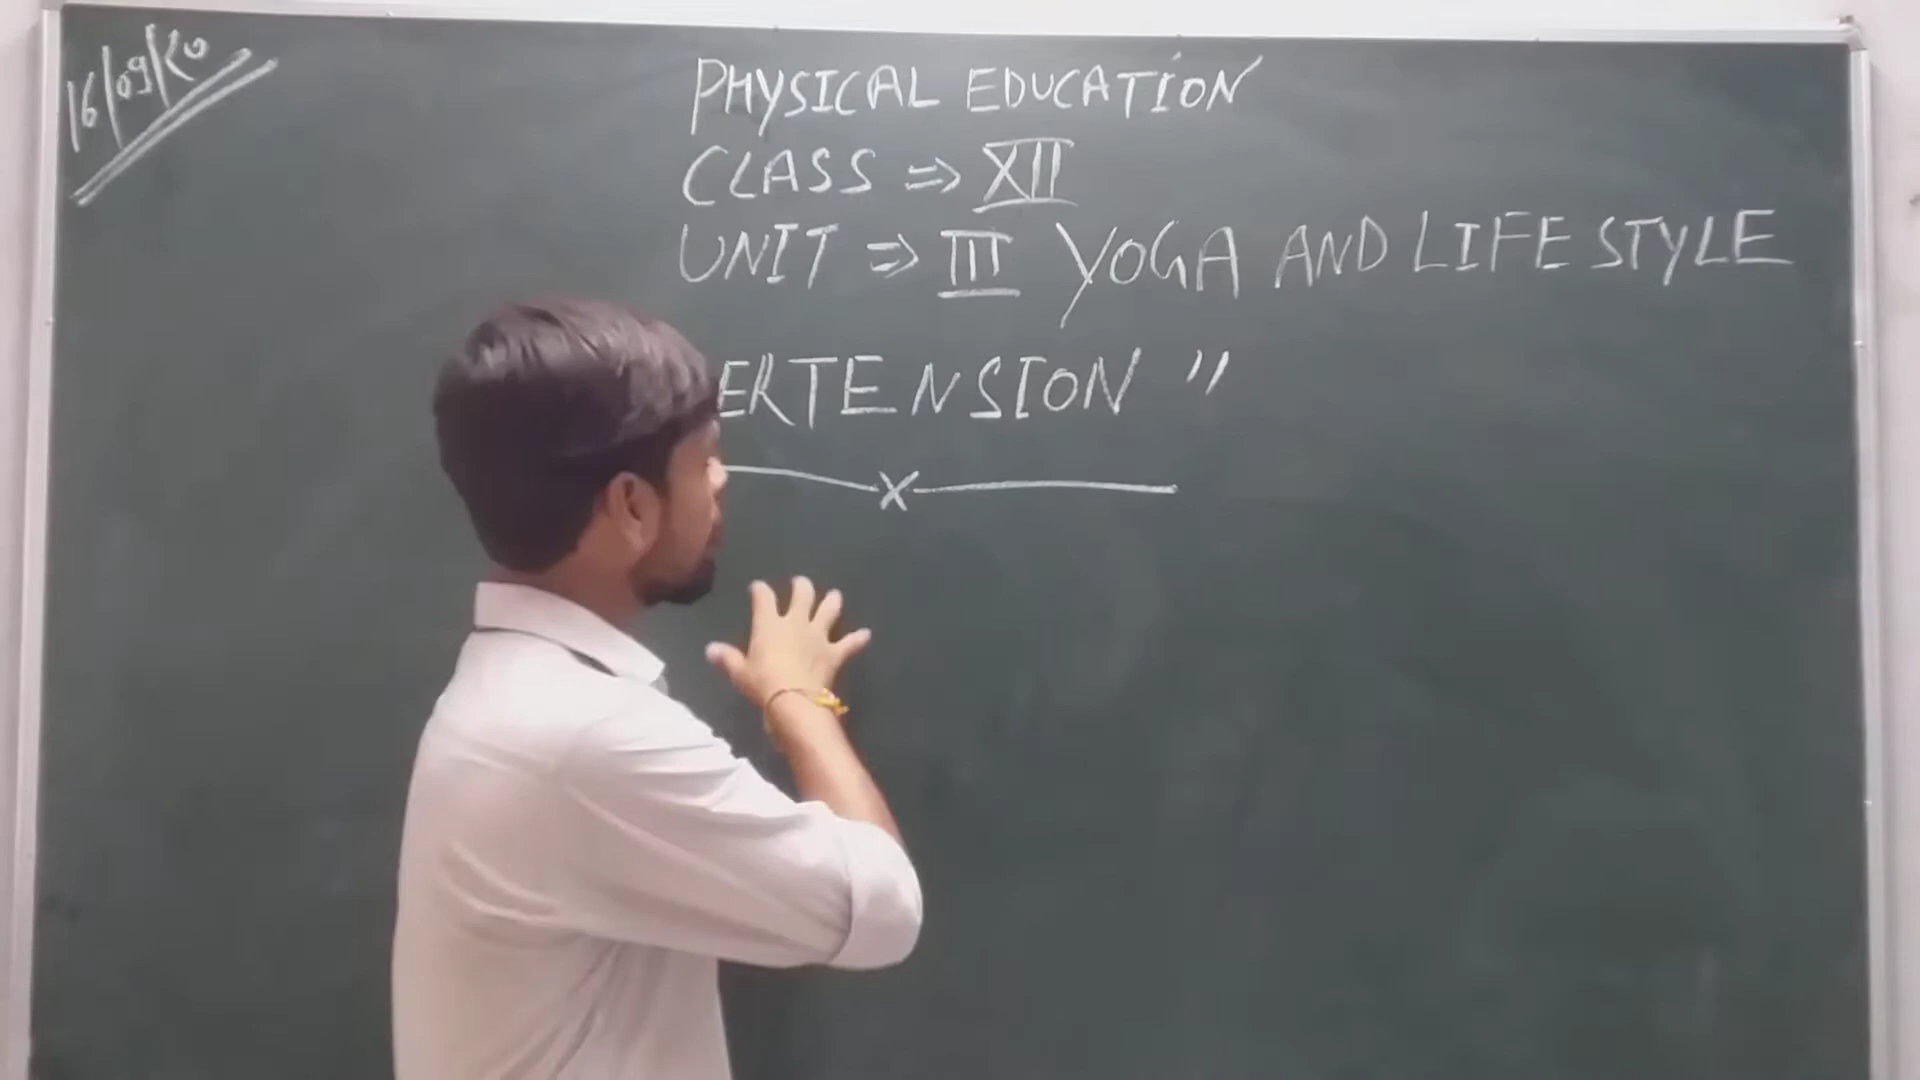 16/09/20
PHYSICAL EDUCATION
CLASS ⇒ XII
UNIT ⇒ III YOGA AND LIFE STYLE
ERTENSION "
x